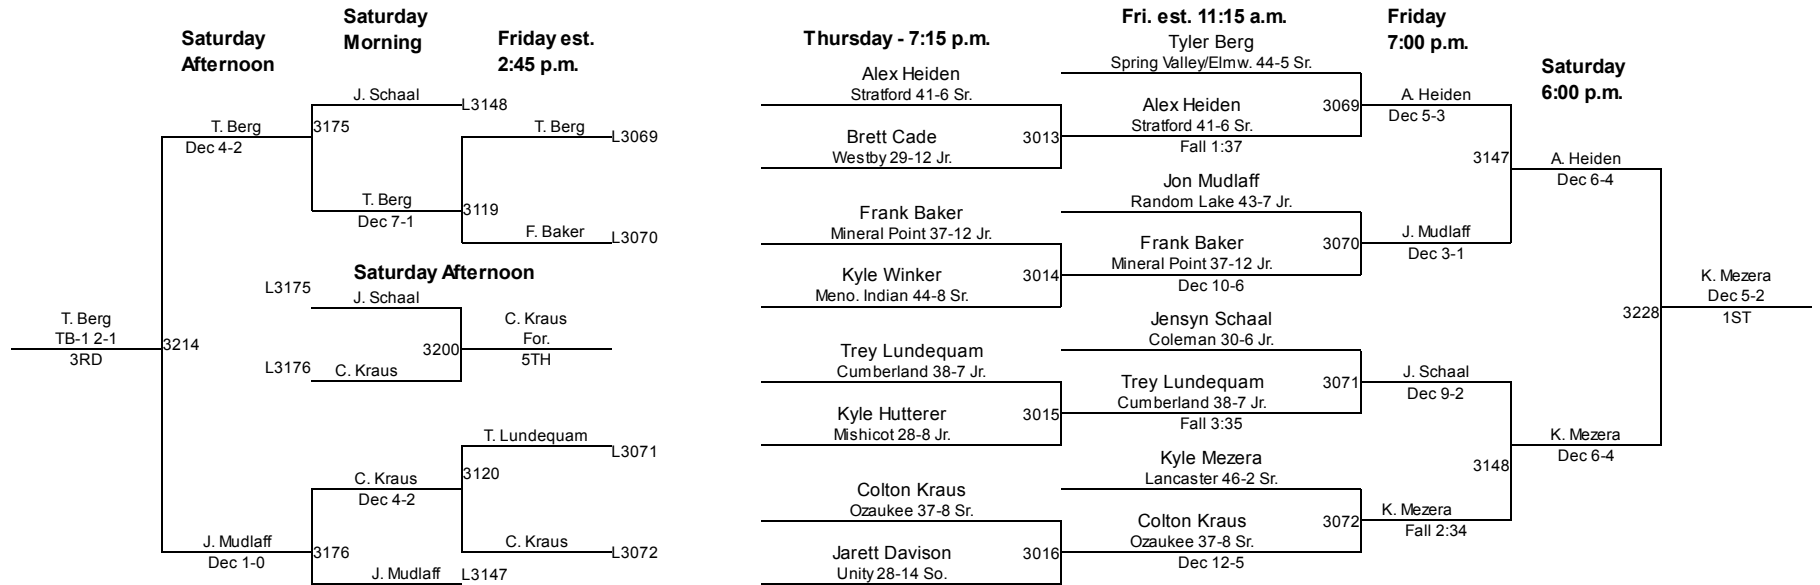 Saturday
Afternoon
Saturday
Morning
Friday est.
2:45 p.m.
J. Schaal
L3148
T. Berg
Dec 4-2
3175
T. Berg
L3069
T. Berg
Dec 7-1
3119
F. Baker
L3070
Saturday Afternoon
L3175
J. Schaal
T. Berg
TB-1 2-1
3RD
3214
3200
C. Kraus
For.
5TH
L3176
C. Kraus
T. Lundequam
L3071
C. Kraus
Dec 4-2
3120
C. Kraus
L3072
J. Mudlaff
Dec 1-0
3176
J. Mudlaff
L3147
Thursday - 7:15 p.m.
Alex Heiden
Stratford 41-6 Sr.
Brett Cade
Westby 29-12 Jr.
3013
Frank Baker
Mineral Point 37-12 Jr.
Kyle Winker
Meno. Indian 44-8 Sr.
3014
Trey Lundequam
Cumberland 38-7 Jr.
Kyle Hutterer
Mishicot 28-8 Jr.
3015
Colton Kraus
Ozaukee 37-8 Sr.
Jarett Davison
Unity 28-14 So.
3016
Fri. est. 11:15 a.m.
Tyler Berg
Spring Valley/Elmw. 44-5 Sr.
Alex Heiden
Stratford 41-6 Sr.
Fall 1:37
3069
Jon Mudlaff
Random Lake 43-7 Jr.
Frank Baker
Mineral Point 37-12 Jr.
Dec 10-6
3070
Jensyn Schaal
Coleman 30-6 Jr.
Trey Lundequam
Cumberland 38-7 Jr.
Fall 3:35
3071
Kyle Mezera
Lancaster 46-2 Sr.
Colton Kraus
Ozaukee 37-8 Sr.
Dec 12-5
3072
Friday
7:00 p.m.
A. Heiden
Dec 5-3
3147
J. Mudlaff
Dec 3-1
J. Schaal
Dec 9-2
3148
K. Mezera
Fall 2:34
Saturday
6:00 p.m.
A. Heiden
Dec 6-4
3228
K. Mezera
Dec 6-4
K. Mezera
Dec 5-2
1ST